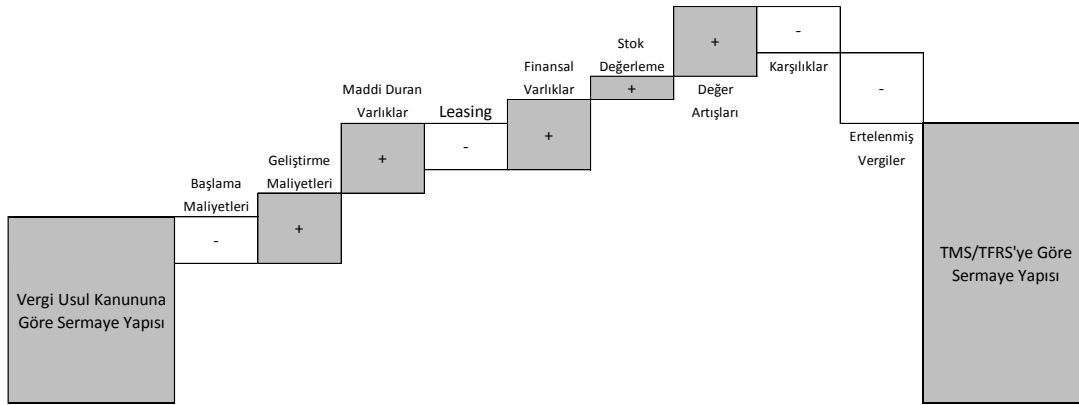 Vergi Usul Kanununa
Göre Sermaye Yapısı
Başlama
Maliyetleri
-
Geliştirme
Maliyetleri
+
Maddi Duran
Varlıklar
+
Leasing
-
Finansal
Varlıklar
+
Stok
Değerleme
+
+
Değer
Artışları
-
Karşılıklar
-
Ertelenmiş
Vergiler
TMS/TFRS'ye Göre
Sermaye Yapısı